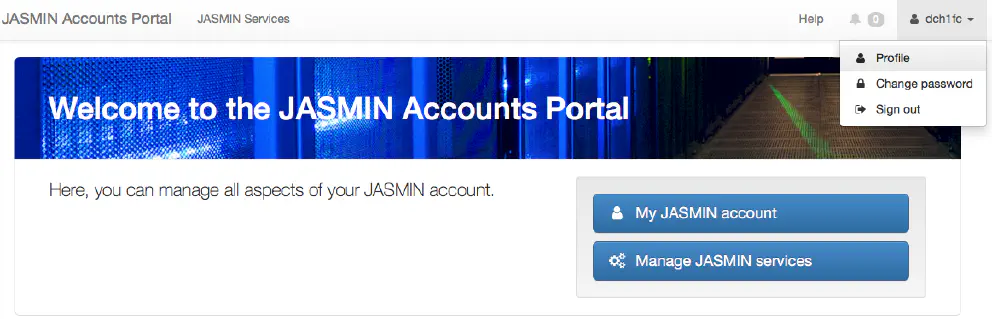 JASMIN Accounts Portal JASMIN Services Help 0 dch1fc
Profile
Change password
Sign out
Welcome to the JASMIN Accounts Portal
Here, you can manage all aspects of your JASMIN account.
My JASMIN account
Manage JASMIN services